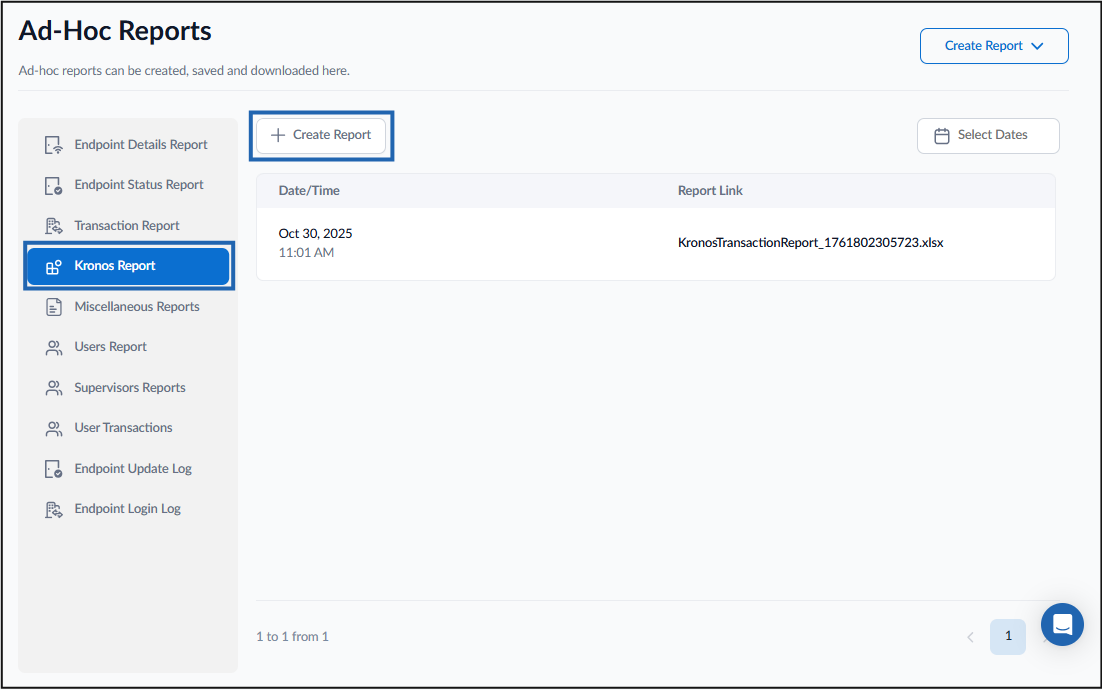 Ad-Hoc Reports
Create Report
Ad-hoc reports can be created, saved and downloaded here.
Endpoint Details Report
Endpoint Status Report
Transaction Report
Kronos Report
Miscellaneous Reports
Users Report
Supervisors Reports
User Transactions
Endpoint Update Log
Endpoint Login Log
Create Report
Select Dates
Date/Time
Report Link
Oct 30, 2025
11:01 AM
KronosTransactionReport_1761802305723.xlsx
1 to 1 from 1
1